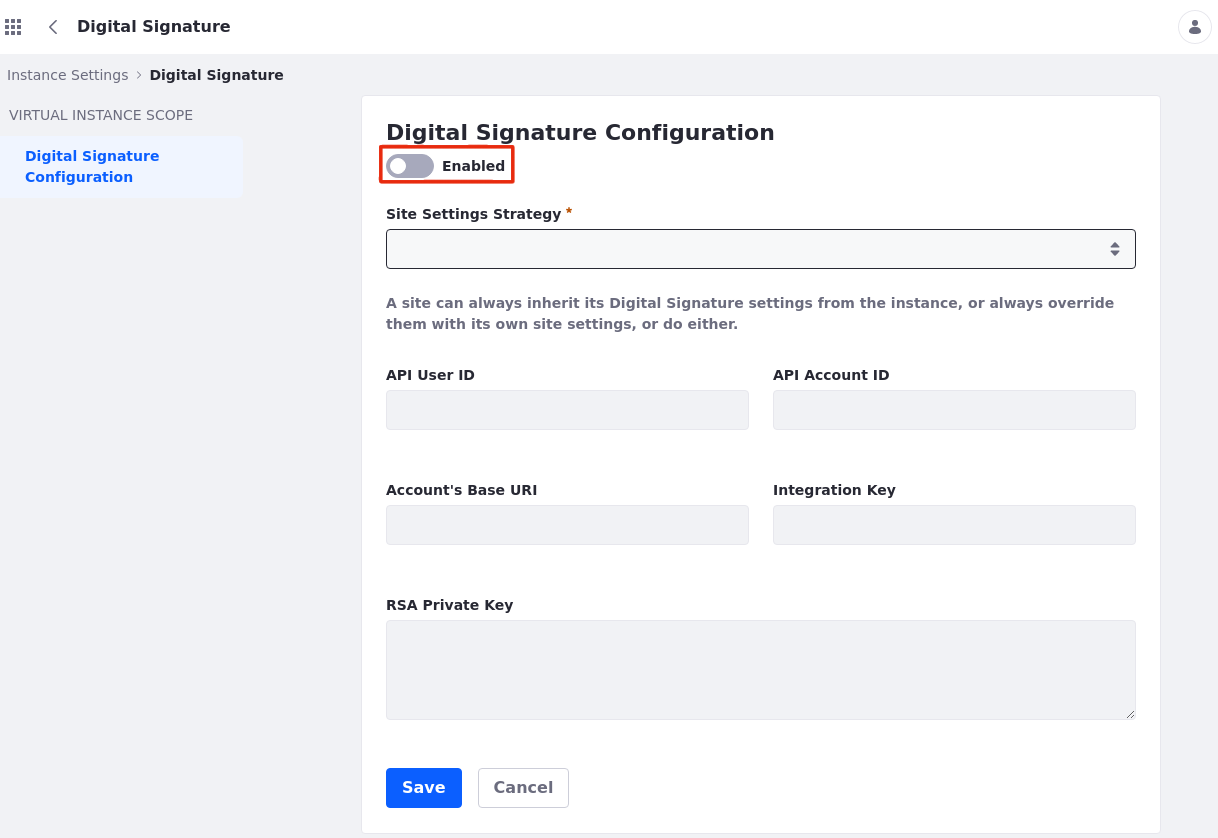 Digital Signature
Instance Settings > Digital Signature
VIRTUAL INSTANCE SCOPE
Digital Signature
Configuration
Digital Signature Configuration
Enabled
Site Settings Strategy *
A site can always inherit its Digital Signature settings from the instance, or always override
them with its own site settings, or do either.
API User ID
API Account ID
Account's Base URI
Integration Key
RSA Private Key
Save
Cancel